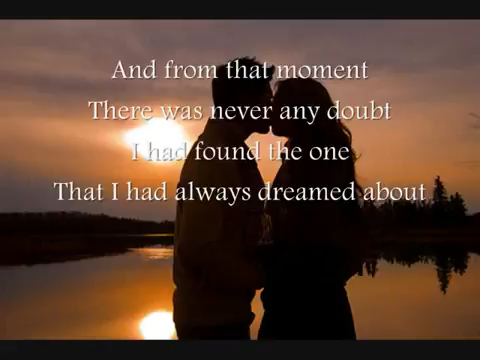 And from that moment
There was never any doubt
I had found the one
That I had always dreamed about